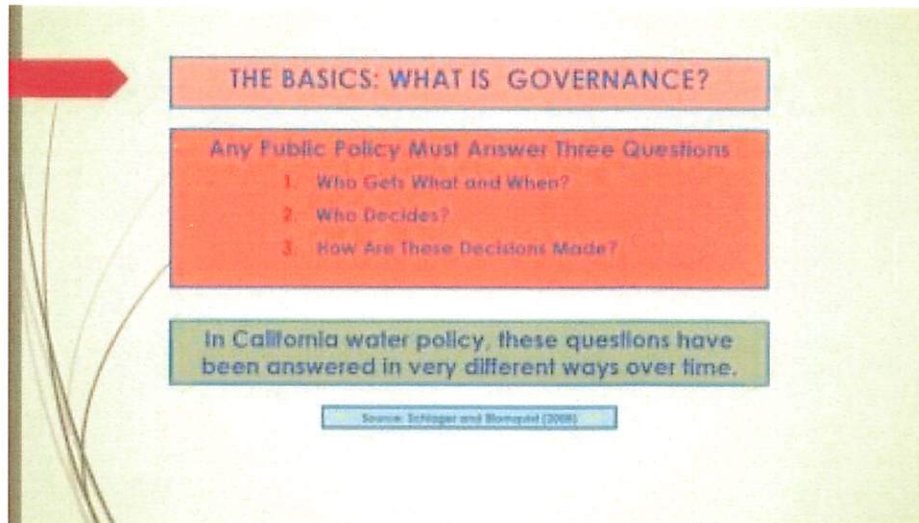 THE BASICS: WHAT IS GOVERNANCE?
Any Public Policy Must Answer Three Questions
1. Who Gets What and When?
2. Who Decides?
3. How Are These Decisions Made?
In California water policy, these questions have
been answered in very different ways over time.
Source: Schlager and Blomquist (2008)